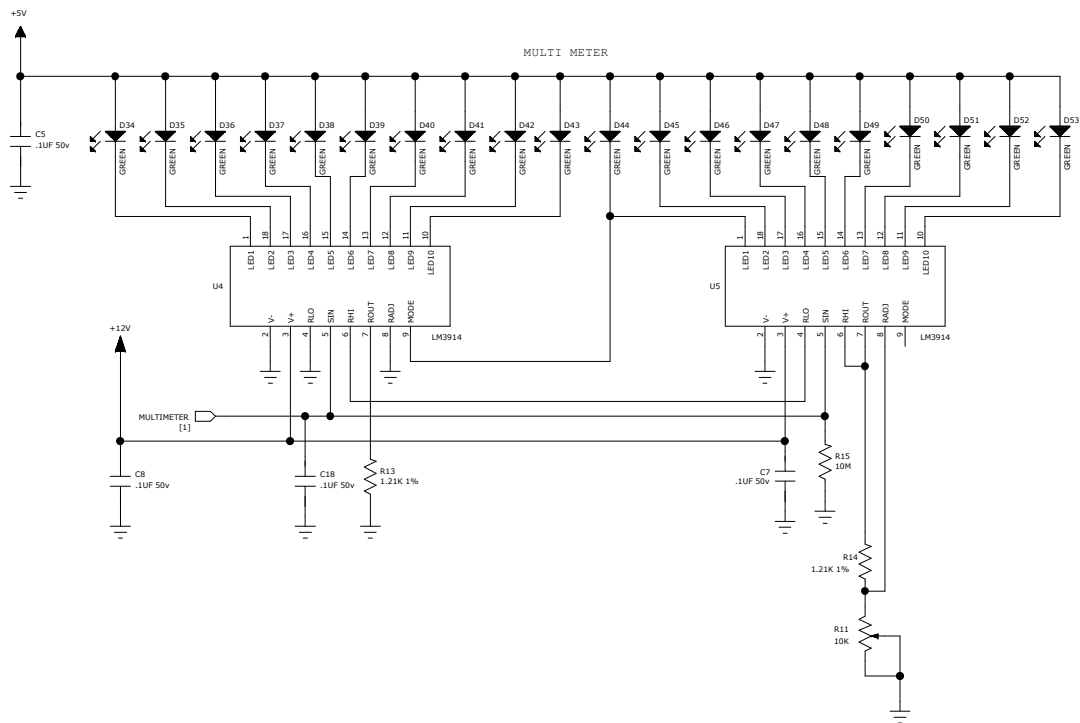 +5V
MULTI METER
C5
.1UF 50v
D34
GREEN
D35
GREEN
D36
GREEN
D37
GREEN
D38
GREEN
D39
GREEN
D40
GREEN
D41
GREEN
D42
GREEN
D43
GREEN
D44
GREEN
D45
GREEN
D46
GREEN
D47
GREEN
D48
GREEN
D49
GREEN
D50
GREEN
D51
GREEN
D52
GREEN
D53
GREEN
1 18 17 16 15 14 13 12 11 10
LED1 LED2 LED3 LED4 LED5 LED6 LED7 LED8 LED9 LED10
U4
V- V+ RLO SIN RHI ROUT RADJ MODE
2 3 4 5 6 7 8 9
LM3914
1 18 17 16 15 14 13 12 11 10
LED1 LED2 LED3 LED4 LED5 LED6 LED7 LED8 LED9 LED10
U5
V- V+ RLO SIN RHI ROUT RADJ MODE
2 3 4 5 6 7 8 9
LM3914
+12V
MULTIMETER
[1]
C8
.1UF 50v
C18
.1UF 50v
R13
1.21K 1%
C7
.1UF 50v
R15
10M
R14
1.21K 1%
R11
10K